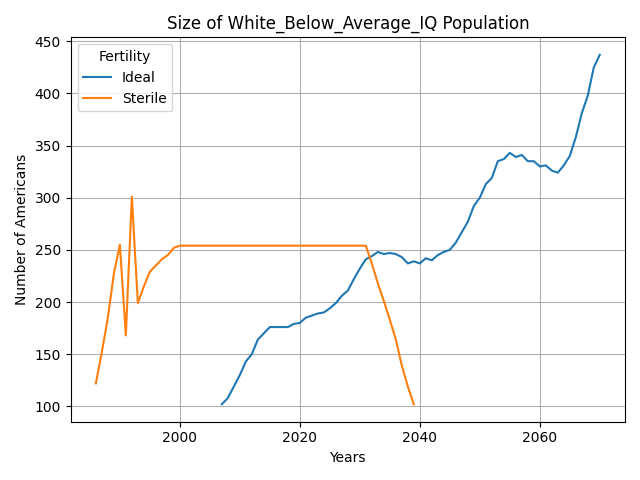 Size of White_Below_Average_IQ Population
Number of Americans
450
400
350
300
250
200
150
100
Fertility
Ideal
Sterile
2000
2020
2040
2060
Years